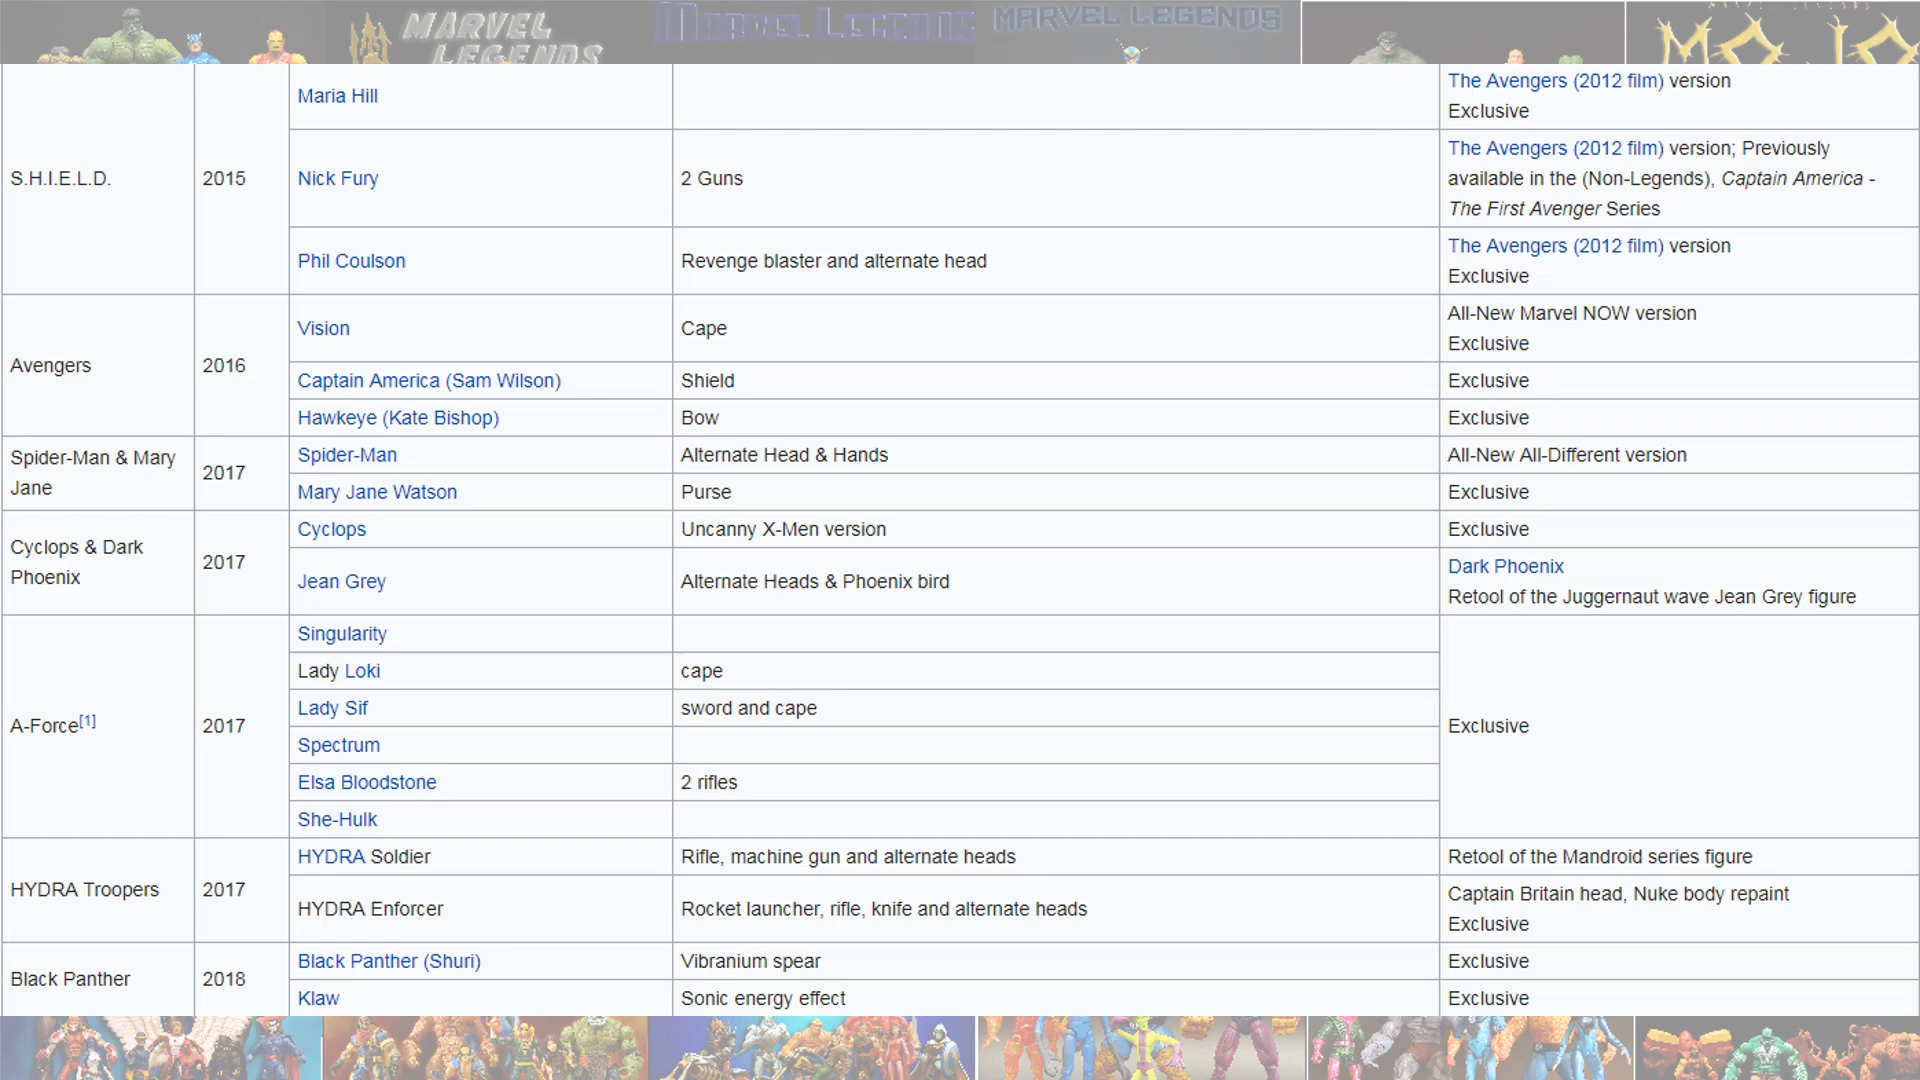 MARVEL LEGENDS
Marvel Legends
MARVEL LEGENDS
MOJO
Maria Hill
The Avengers (2012 film) version
Exclusive
S.H.I.E.L.D. 2015
Nick Fury 2 Guns
The Avengers (2012 film) version; Previously
available in the (Non-Legends), Captain America -
The First Avenger Series
Phil Coulson Revenge blaster and alternate head
The Avengers (2012 film) version
Exclusive
Avengers 2016
Vision Cape
All-New Marvel NOW version
Exclusive
Captain America (Sam Wilson) Shield Exclusive
Hawkeye (Kate Bishop) Bow Exclusive
Spider-Man & Mary
Jane
2017
Spider-Man Alternate Head & Hands All-New All-Different version
Mary Jane Watson Purse Exclusive
Cyclops & Dark
Phoenix
2017
Cyclops Uncanny X-Men version Exclusive
Jean Grey Alternate Heads & Phoenix bird
Dark Phoenix
Retool of the Juggernaut wave Jean Grey figure
A-Force[1] 2017
Singularity
Lady Loki cape
Lady Sif sword and cape
Spectrum
Elsa Bloodstone 2 rifles
She-Hulk
Exclusive
HYDRA Troopers 2017
HYDRA Soldier Rifle, machine gun and alternate heads Retool of the Mandroid series figure
HYDRA Enforcer Rocket launcher, rifle, knife and alternate heads
Captain Britain head, Nuke body repaint
Exclusive
Black Panther 2018
Black Panther (Shuri) Vibranium spear Exclusive
Klaw Sonic energy effect Exclusive